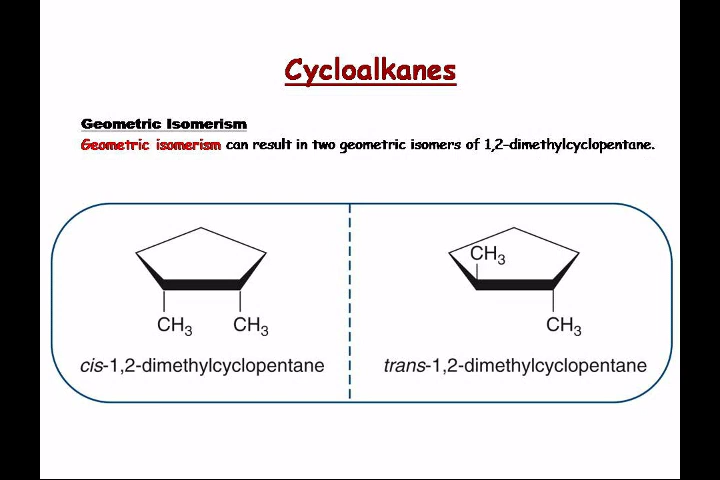 Cycloalkanes
Geometric Isomerism
Geometric isomerism can result in two geometric isomers of 1,2-dimethylcyclopentane.
CH3 CH3
cis-1,2-dimethylcyclopentane
CH3
CH3
trans-1,2-dimethylcyclopentane